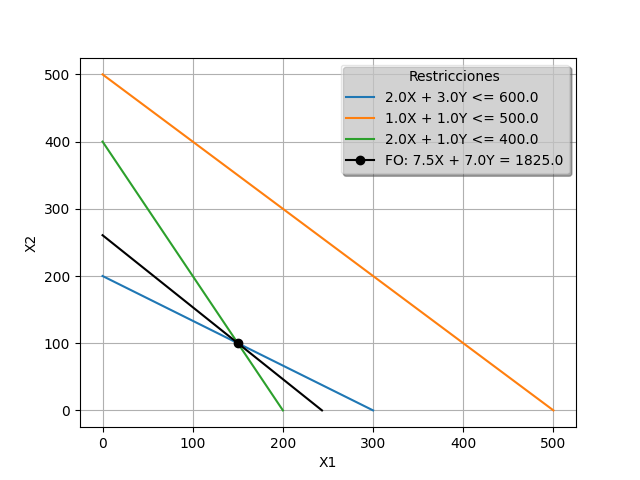 Restricciones
2.0X + 3.0Y <= 600.0
1.0X + 1.0Y <= 500.0
2.0X + 1.0Y <= 400.0
FO: 7.5X + 7.0Y = 1825.0
500
400
300
200
100
0
X2
0 100 200 300 400 500
X1